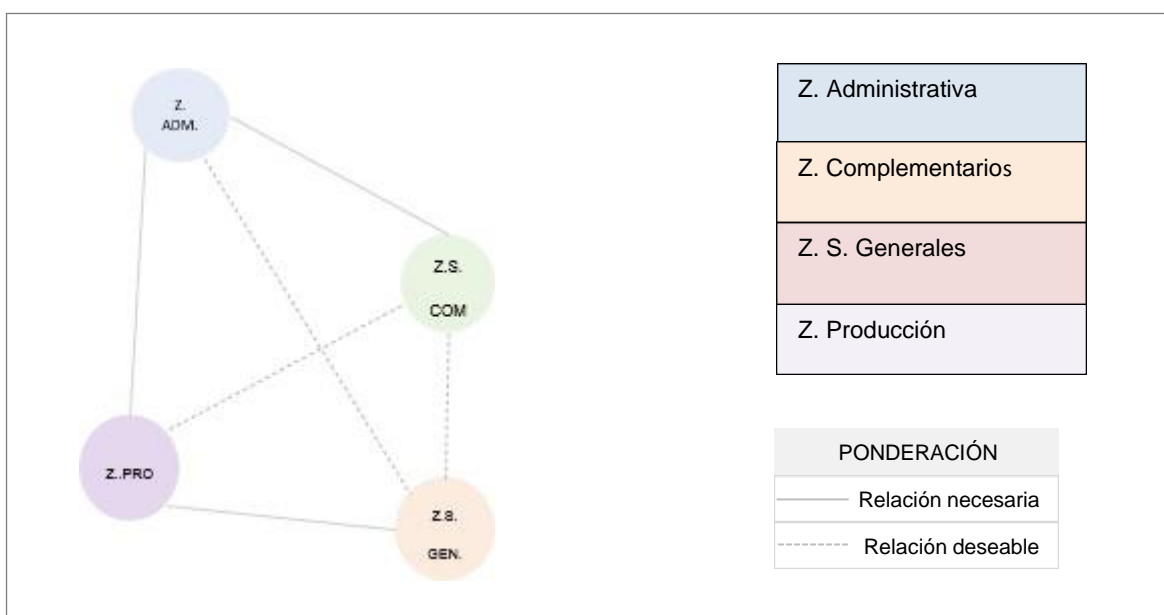 Z.
ADM.
Z.S.
COM
Z..PRO
Z.S.
GEN.
Z. Administrativa
Z. Complementarios
Z. S. Generales
Z. Producción
PONDERACIÓN
Relación necesaria
Relación deseable